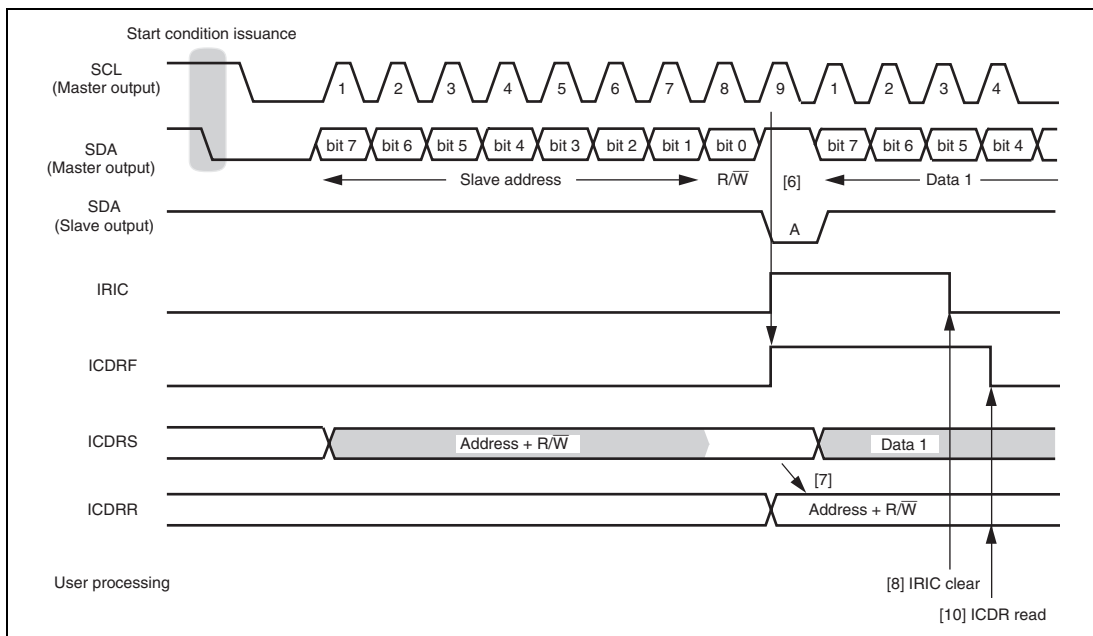 Start condition issuance
SCL
(Master output)
1 2 3 4 5 6 7 8 9 1 2 3 4
SDA
(Master output)
bit 7 bit 6 bit 5 bit 4 bit 3 bit 2 bit 1 bit 0 bit 7 bit 6 bit 5 bit 4
Slave address R/W̅ [6] Data 1
SDA
(Slave output)
A
IRIC
ICDRF
ICDRS
Address + R/W̅ Data 1
[7]
ICDRR
Address + R/W̅
User processing
[8] IRIC clear
[10] ICDR read